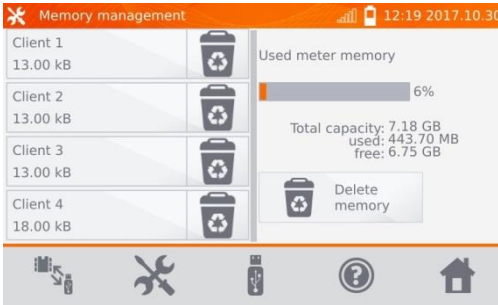 Memory management
12:19 2017.10.30
Client 1
13.00 kB
Client 2
13.00 kB
Client 3
13.00 kB
Client 4
18.00 kB
Used meter memory
6%
Total capacity: 7.18 GB
used: 443.70 MB
free: 6.75 GB
Delete
memory